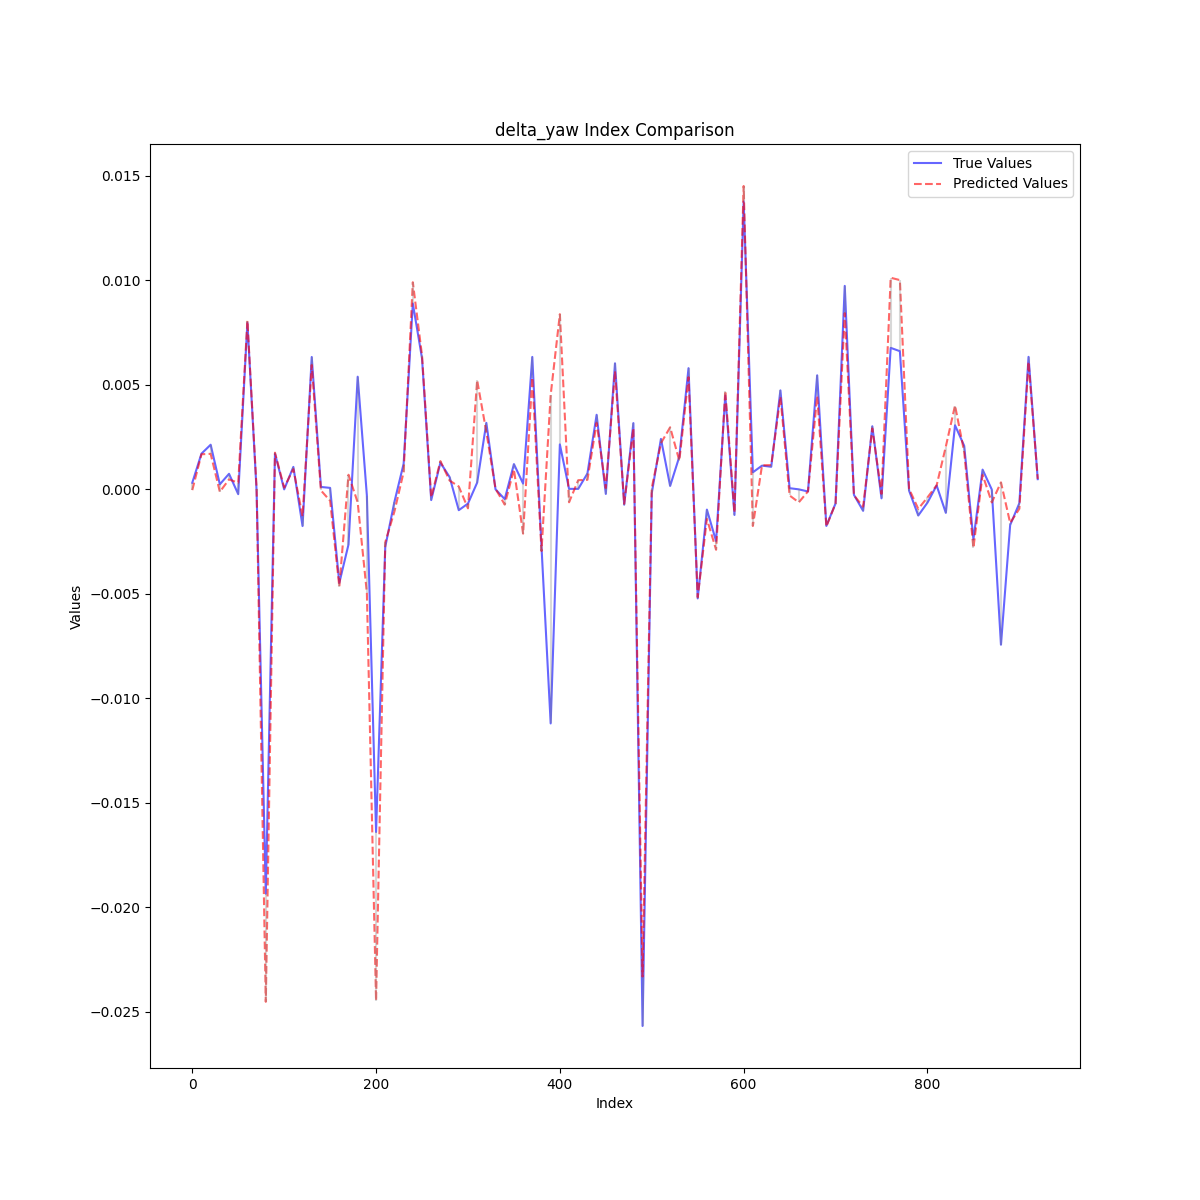 delta_yaw Index Comparison
True Values
Predicted Values
0.015
0.010
0.005
0.000
−0.005
−0.010
−0.015
−0.020
−0.025
Values
0
200
400
600
800
Index